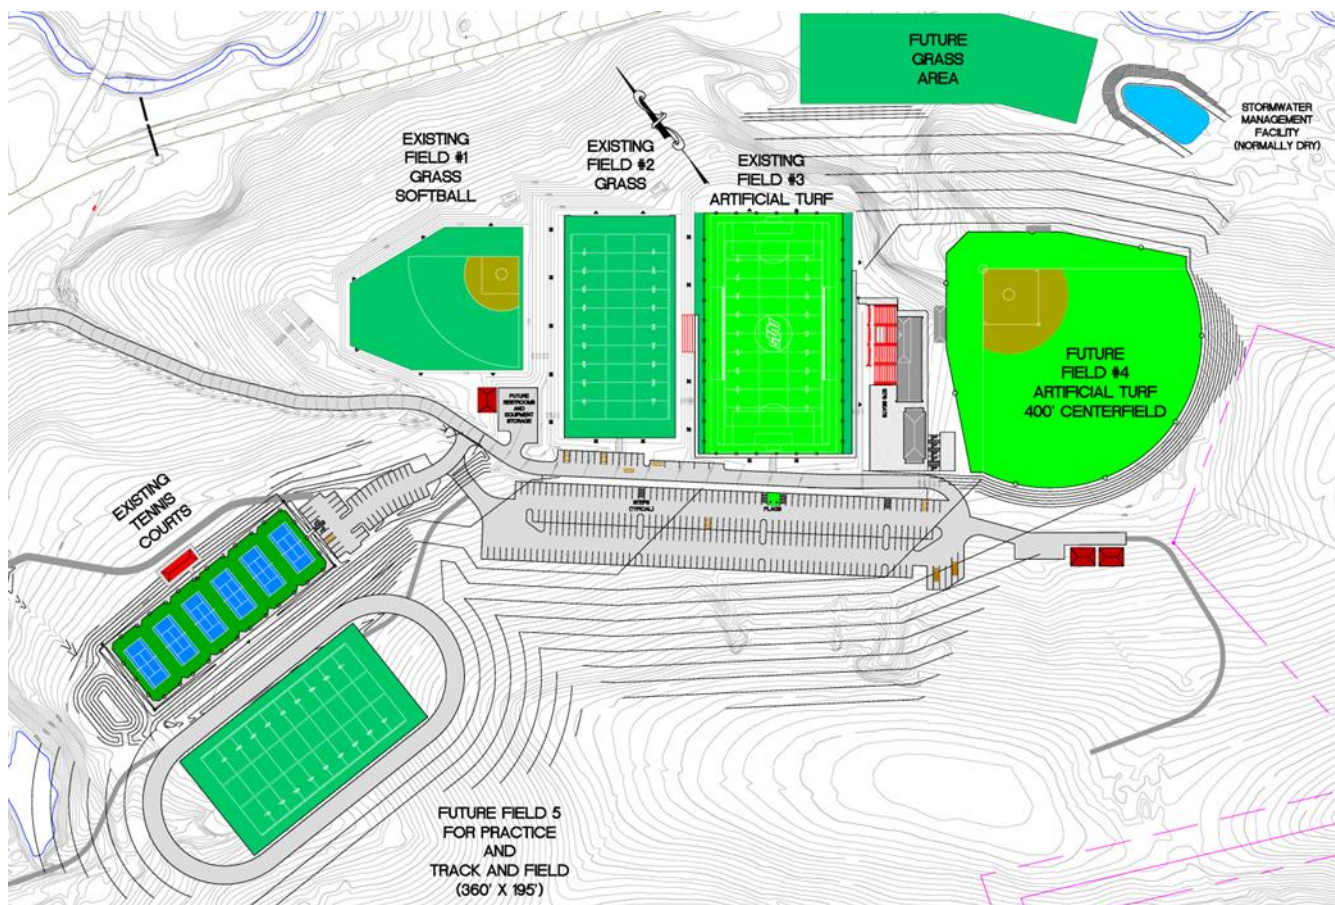 FUTURE
GRASS
AREA
STORMWATER
MANAGEMENT
FACILITY
(NORMALLY DRY)
EXISTING
FIELD #1
GRASS
SOFTBALL
EXISTING
FIELD #2
GRASS
EXISTING
FIELD #3
ARTIFICIAL TURF
FUTURE
FIELD #4
ARTIFICIAL TURF
400' CENTERFIELD
FUTURE
RESTROOMS
AND
EQUIPMENT
STORAGE
EXISTING
TENNIS
COURTS
STEPS
(TYPICAL)
FLAGS
FUTURE FIELD 5
FOR PRACTICE
AND
TRACK AND FIELD
(360' X 195')